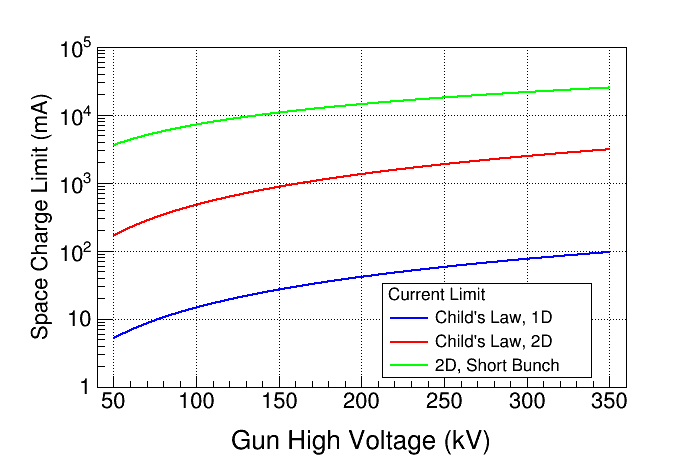 10^5
10^4
10^3
10^2
10
1
Space Charge Limit (mA)
Current Limit
Child's Law, 1D
Child's Law, 2D
2D, Short Bunch
50 100 150 200 250 300 350
Gun High Voltage (kV)